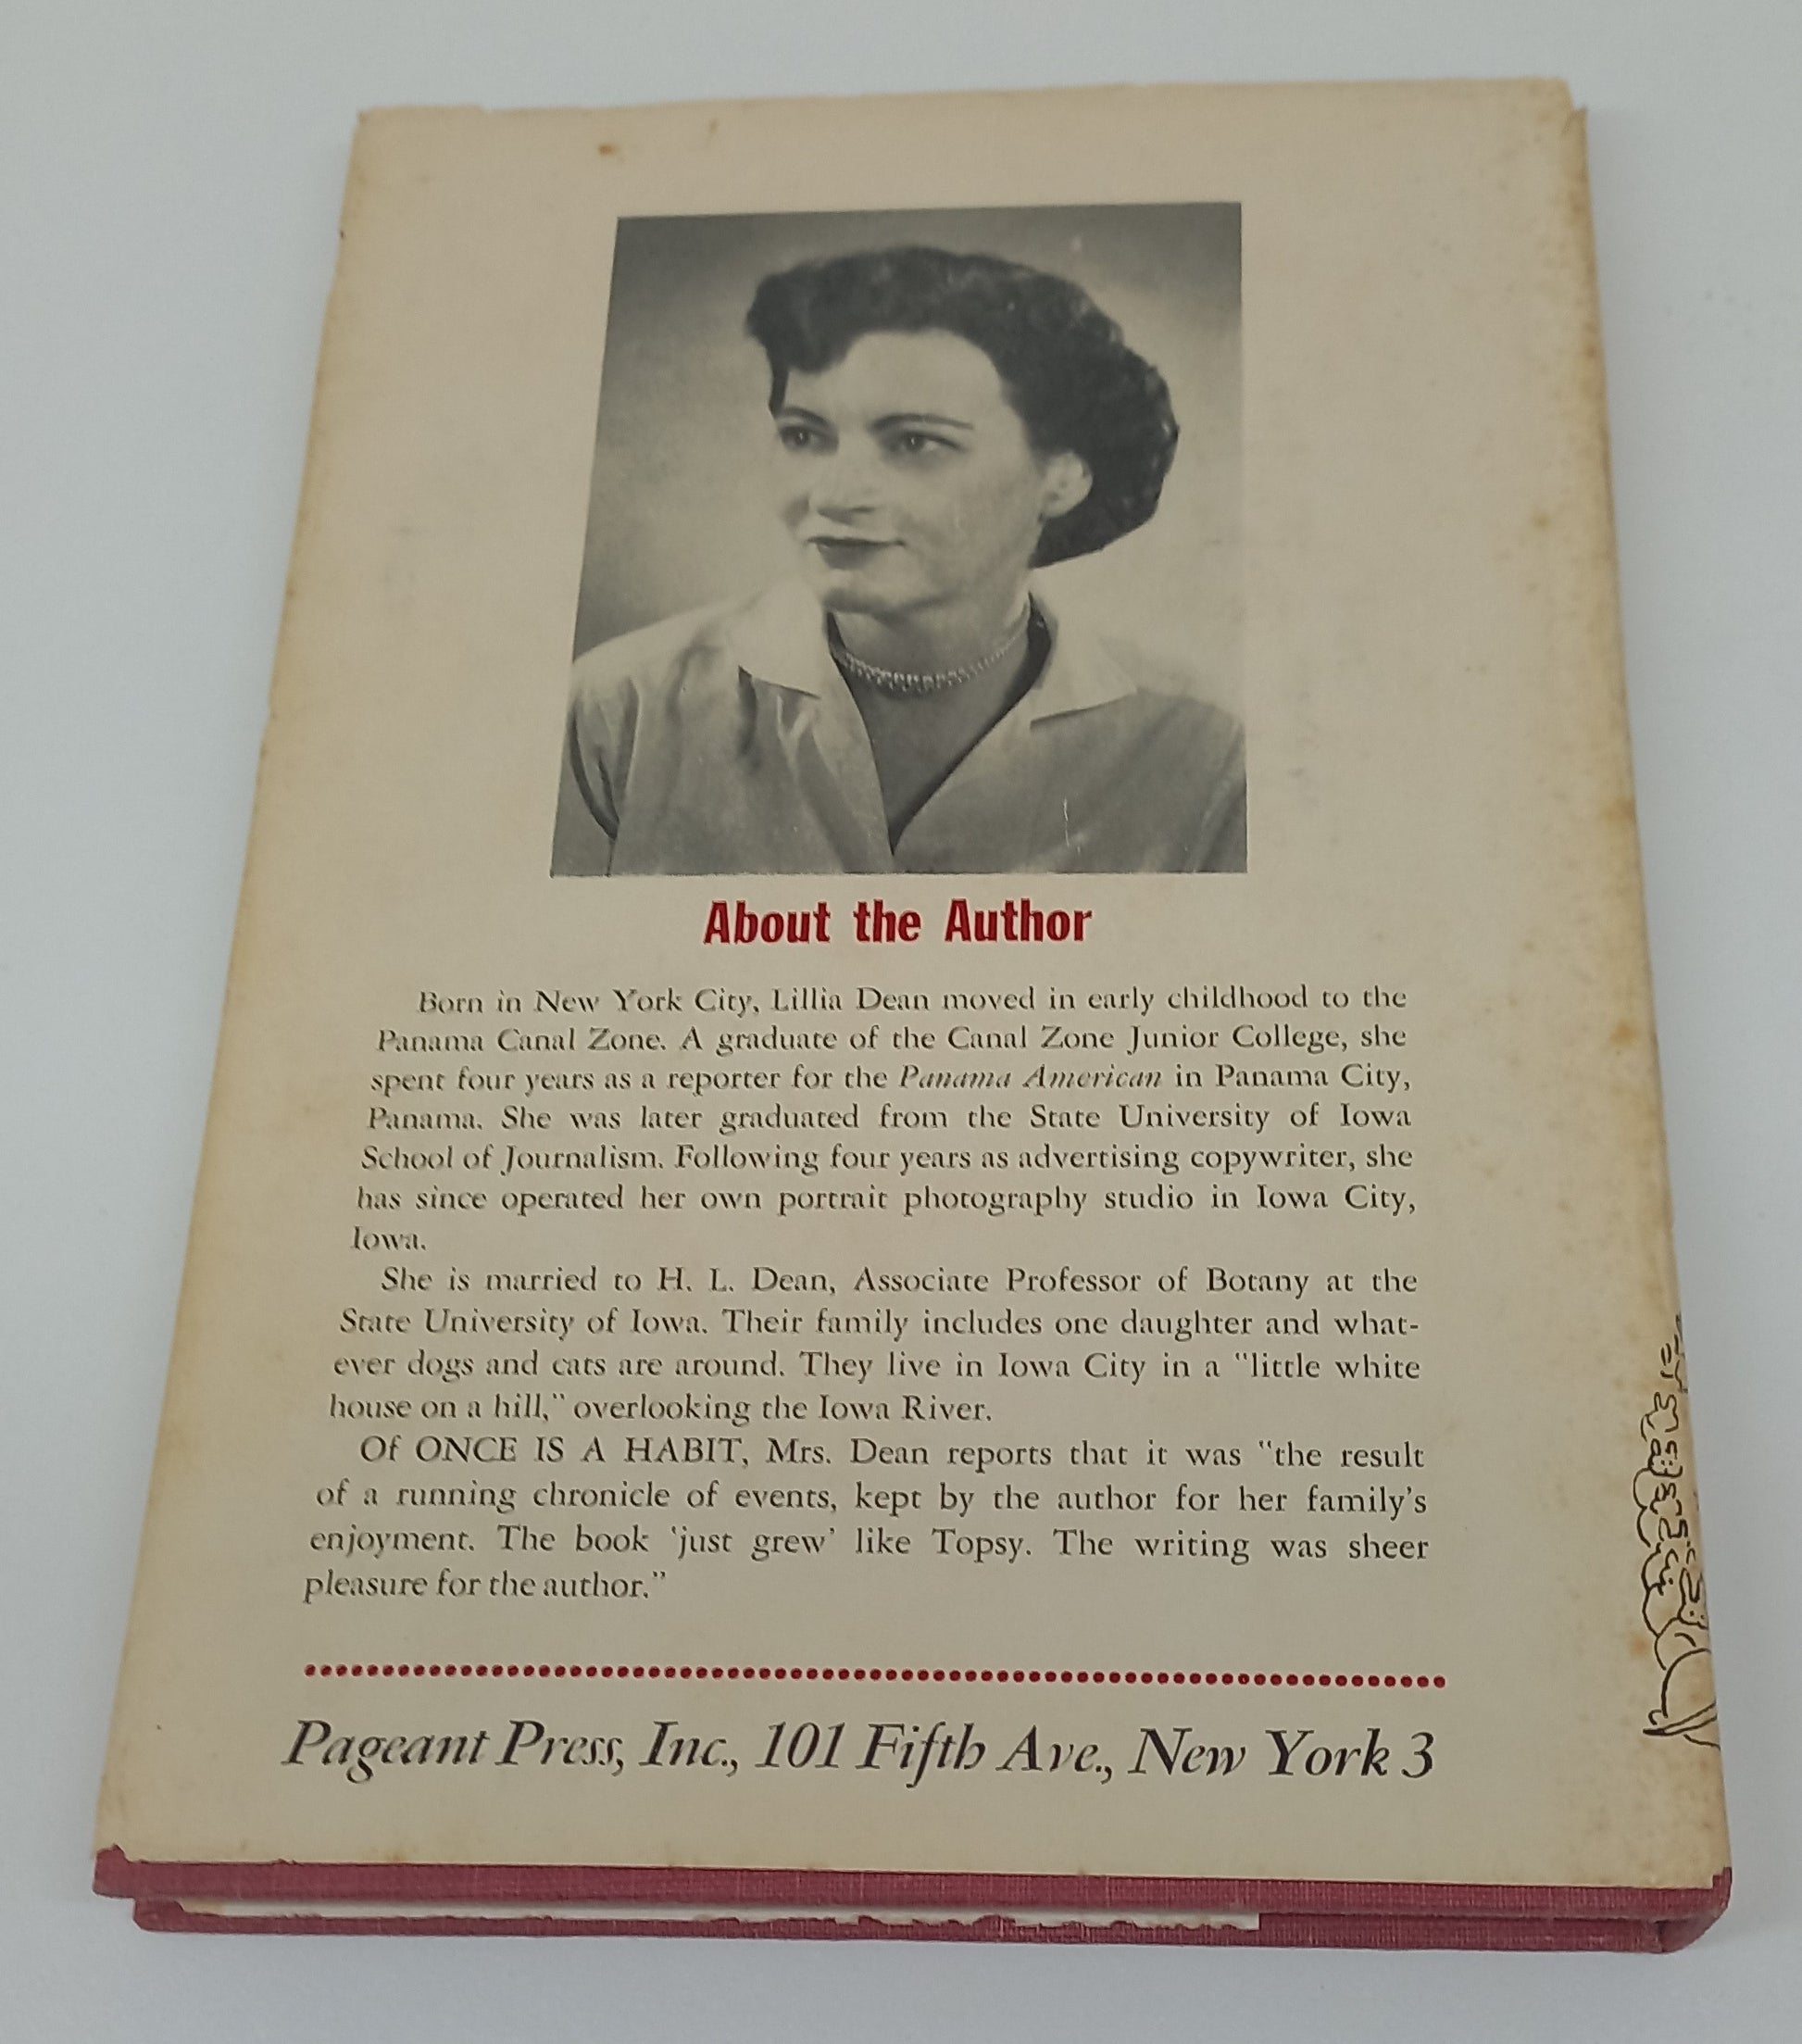 About the Author
Born in New York City, Lillia Dean moved in early childhood to the
Panama Canal Zone. A graduate of the Canal Zone Junior College, she
spent four years as a reporter for the Panama American in Panama City,
Panama. She was later graduated from the State University of Iowa
School of Journalism. Following four years as advertising copywriter, she
has since operated her own portrait photography studio in Iowa City,
Iowa.
She is married to H. L. Dean, Associate Professor of Botany at the
State University of Iowa. Their family includes one daughter and what-
ever dogs and cats are around. They live in Iowa City in a "little white
house on a hill," overlooking the Iowa River.
Of ONCE IS A HABIT, Mrs. Dean reports that it was "the result
of a running chronicle of events, kept by the author for her family's
enjoyment. The book 'just grew' like Topsy. The writing was sheer
pleasure for the author."
Pageant Press, Inc., 101 Fifth Ave., New York 3